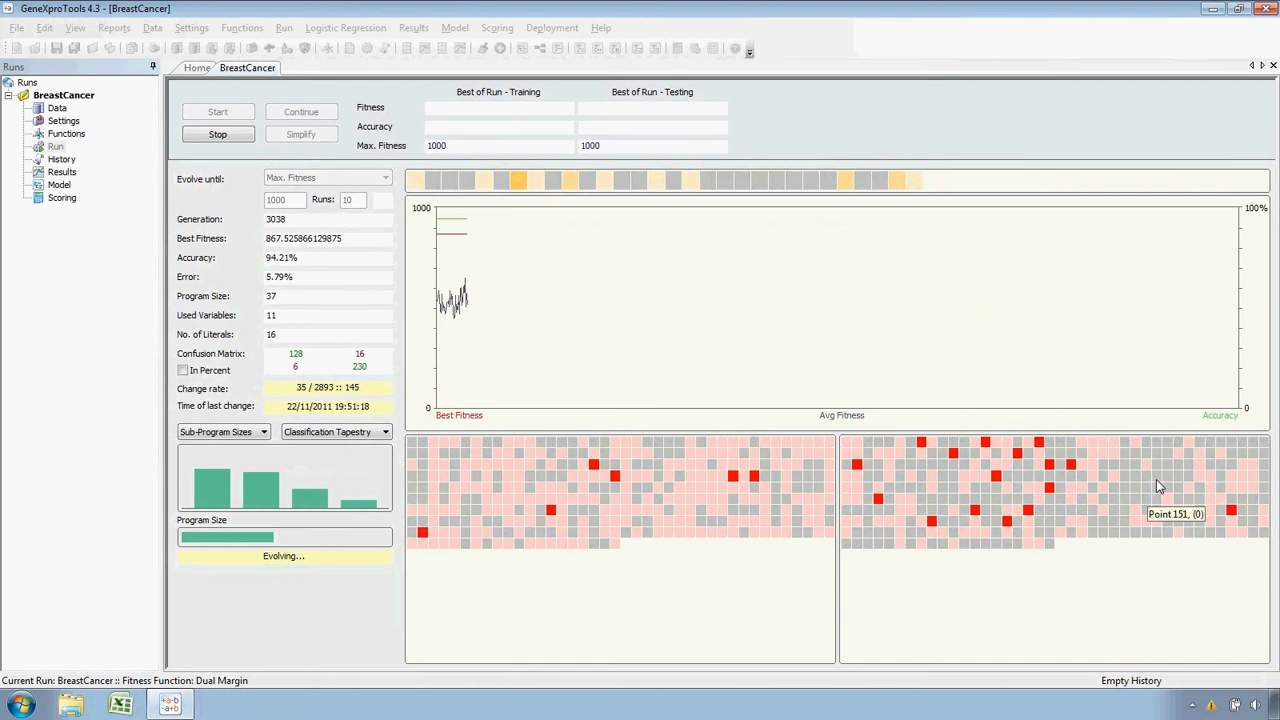 GeneXproTools 4.3 - [BreastCancer]
File Edit View Reports Data Settings Functions Run Logistic Regression Results Model Scoring Deployment Help
Runs
Home BreastCancer
Runs
BreastCancer
Data
Settings
Functions
Run
History
Results
Model
Scoring
Start Continue
Stop Simplify
Best of Run - Training Best of Run - Testing
Fitness
Accuracy
Max. Fitness 1000 1000
Evolve until: Max. Fitness
1000 Runs: 10
Generation: 3038
Best Fitness: 867.525866129875
Accuracy: 94.21%
Error: 5.79%
Program Size: 37
Used Variables: 11
No. of Literals: 16
Confusion Matrix: 128 16
In Percent 6 230
Change rate: 35 / 2893 :: 145
Time of last change: 22/11/2011 19:51:18
Sub-Program Sizes Classification Tapestry
Program Size
Evolving...
1000 100%
0 0
Best Fitness Avg Fitness Accuracy
Point 151, (0)
Current Run: BreastCancer :: Fitness Function: Dual Margin Empty History
+a-b
-a+b